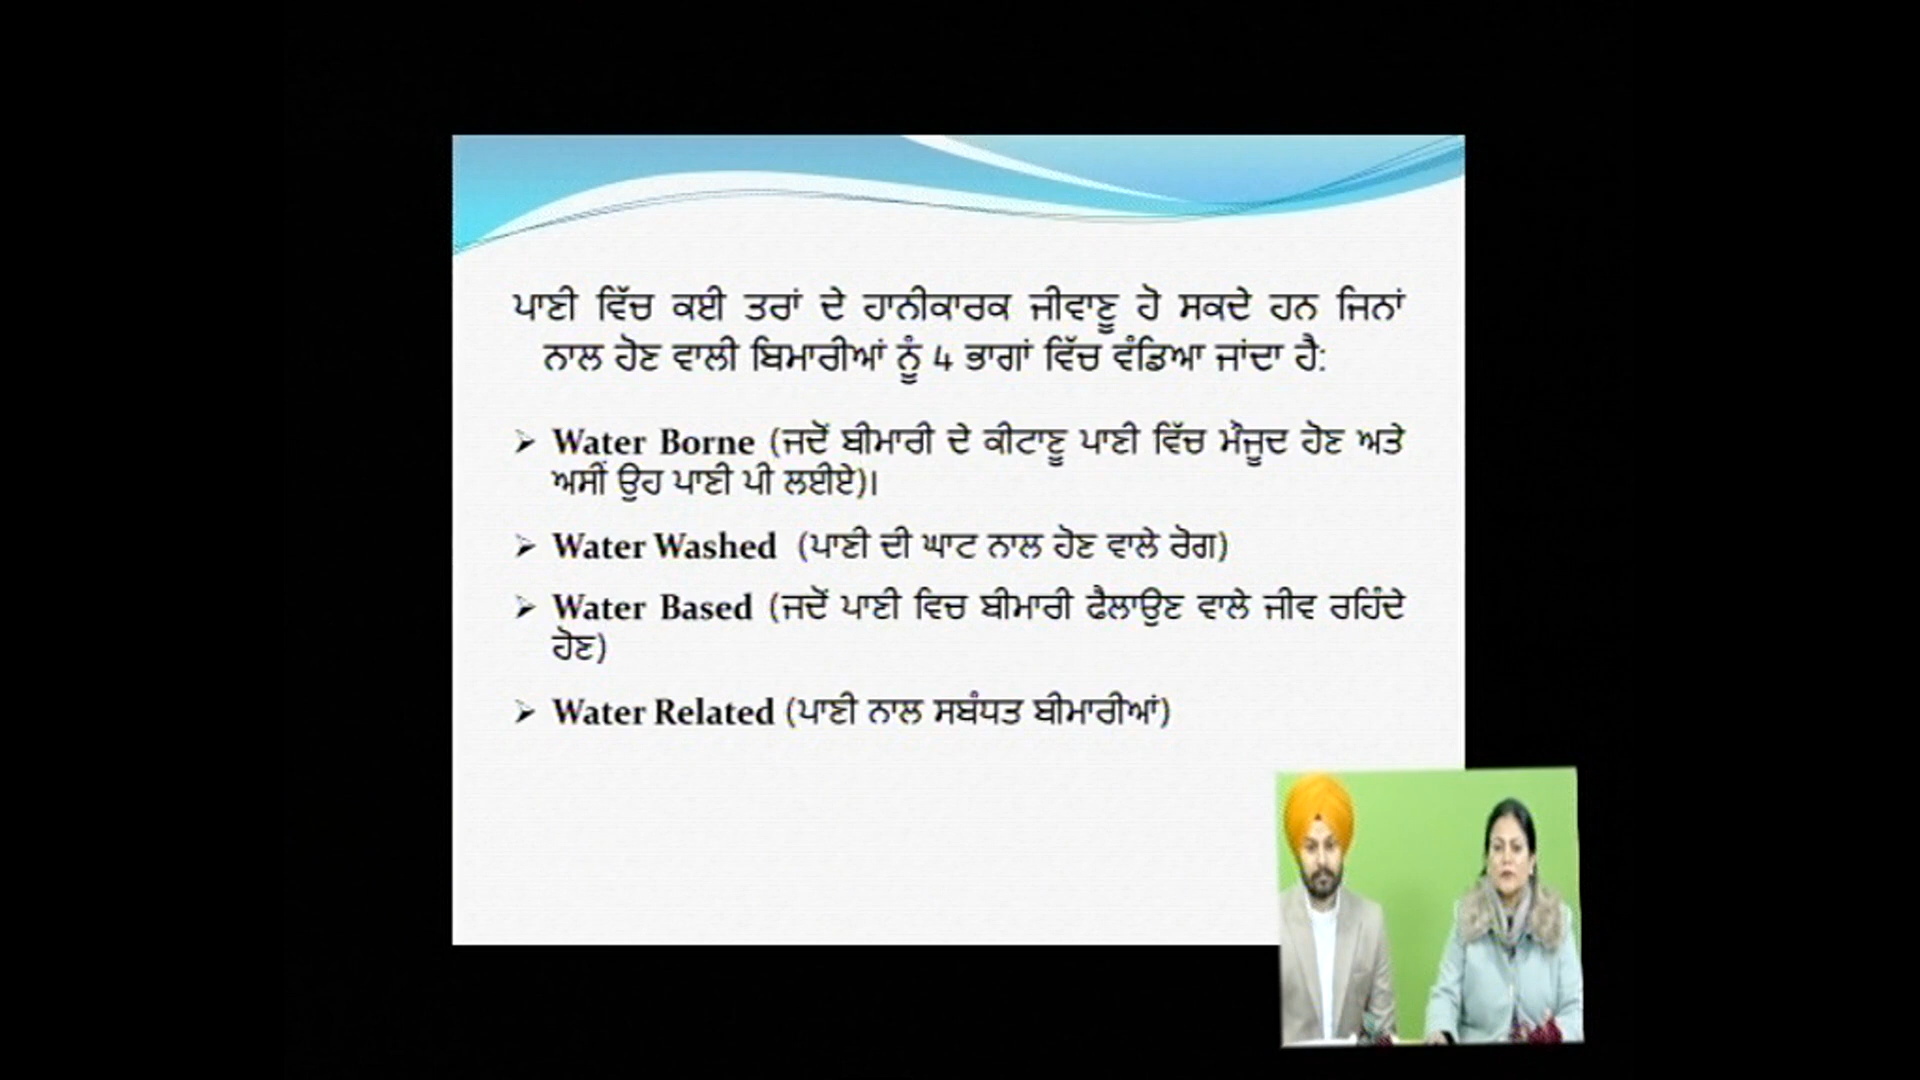 ਪਾਣੀ ਵਿੱਚ ਕਈ ਤਰਾਂ ਦੇ ਹਾਨੀਕਾਰਕ ਜੀਵਾਣੂ ਹੋ ਸਕਦੇ ਹਨ ਜਿਨਾਂ
ਨਾਲ ਹੋਣ ਵਾਲੀ ਬਿਮਾਰੀਆਂ ਨੂੰ 4 ਭਾਗਾਂ ਵਿੱਚ ਵੰਡਿਆ ਜਾਂਦਾ ਹੈ:
➢ Water Borne (ਜਦੋਂ ਬੀਮਾਰੀ ਦੇ ਕੀਟਾਣੂ ਪਾਣੀ ਵਿੱਚ ਮੌਜੂਦ ਹੋਣ ਅਤੇ
ਅਸੀਂ ਉਹ ਪਾਣੀ ਪੀ ਲਈਏ)।
➢ Water Washed (ਪਾਣੀ ਦੀ ਘਾਟ ਨਾਲ ਹੋਣ ਵਾਲੇ ਰੋਗ)
➢ Water Based (ਜਦੋਂ ਪਾਣੀ ਵਿਚ ਬੀਮਾਰੀ ਫੈਲਾਉਣ ਵਾਲੇ ਜੀਵ ਰਹਿੰਦੇ
ਹੋਣ)
➢ Water Related (ਪਾਣੀ ਨਾਲ ਸਬੰਧਤ ਬੀਮਾਰੀਆਂ)